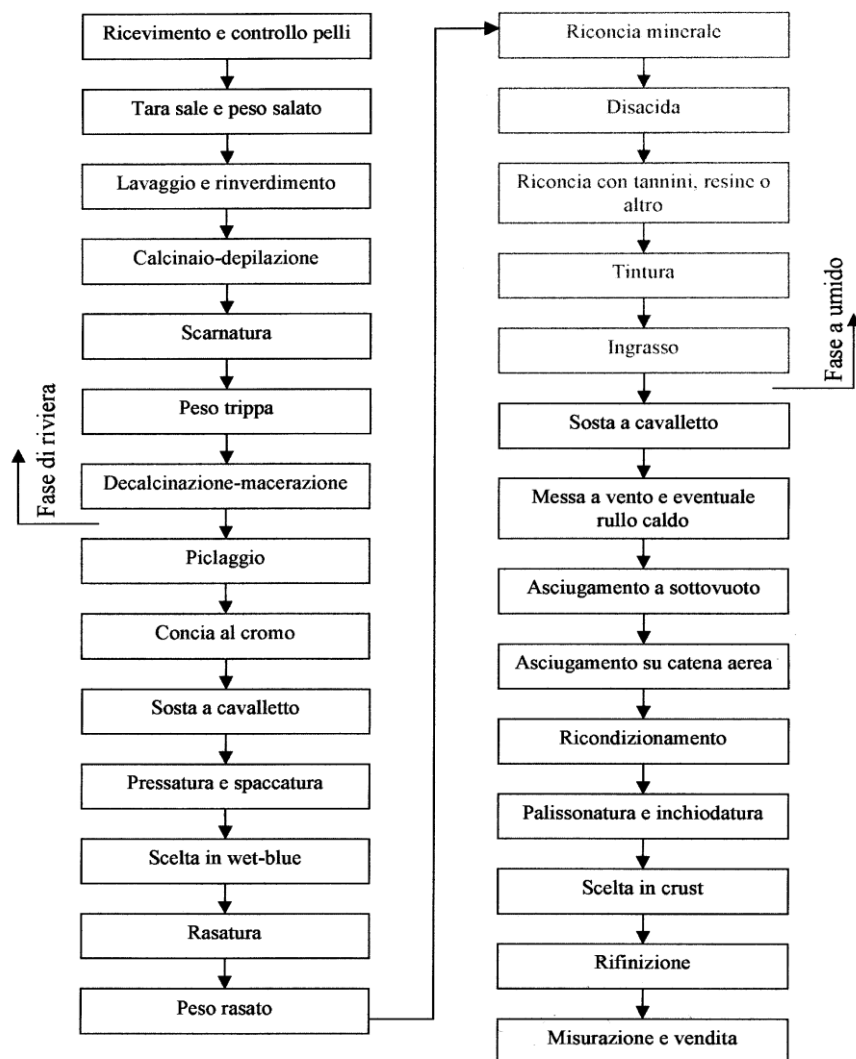 Ricevimento e controllo pelli
Tara sale e peso salato
Lavaggio e rinverdimento
Calcinaio-depilazione
Scarnatura
Peso trippa
Decalcinazione-macerazione
Fase di riviera
Piclaggio
Concia al cromo
Sosta a cavalletto
Pressatura e spaccatura
Scelta in wet-blue
Rasatura
Peso rasato
Riconcia minerale
Disacida
Riconcia con tannini, resine o
altro
Tintura
Ingrasso
Fase a umido
Sosta a cavalletto
Messa a vento e eventuale
rullo caldo
Asciugamento a sottovuoto
Asciugamento su catena aerea
Ricondizionamento
Palissonatura e inchiodatura
Scelta in crust
Rifinizione
Misurazione e vendita